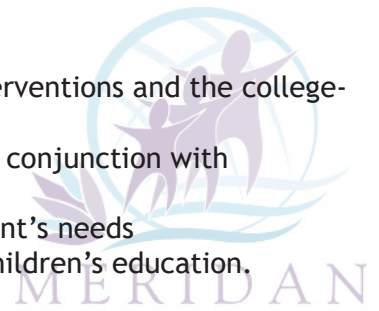 erventions and the college-
conjunction with
nt's needs
hildren's education.
MERIDAN